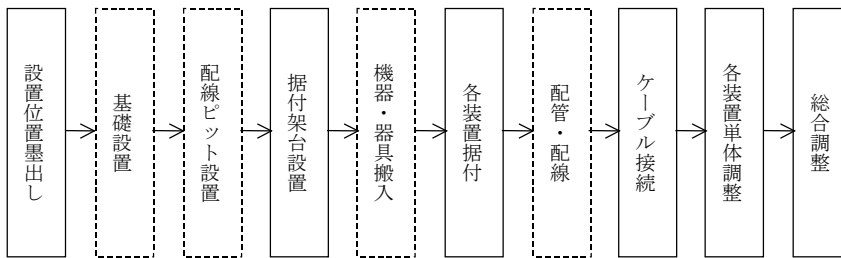 設置位置墨出し
基礎設置
配線ピット設置
据付架台設置
機器・器具搬入
各装置据付
配管・配線
ケーブル接続
各装置単体調整
総合調整